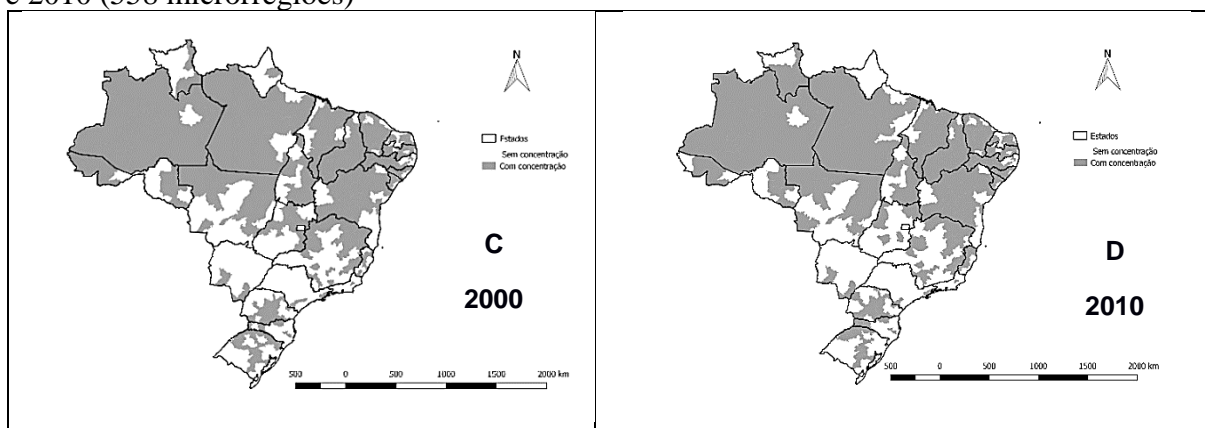 e 2010 (558 microrregiões)
N
Estados
Sem concentração
Com concentração
C
2000
500 0 500 1000 1500 2000 km
N
Estados
Sem concentração
Com concentração
D
2010
500 0 500 1000 1500 2000 km